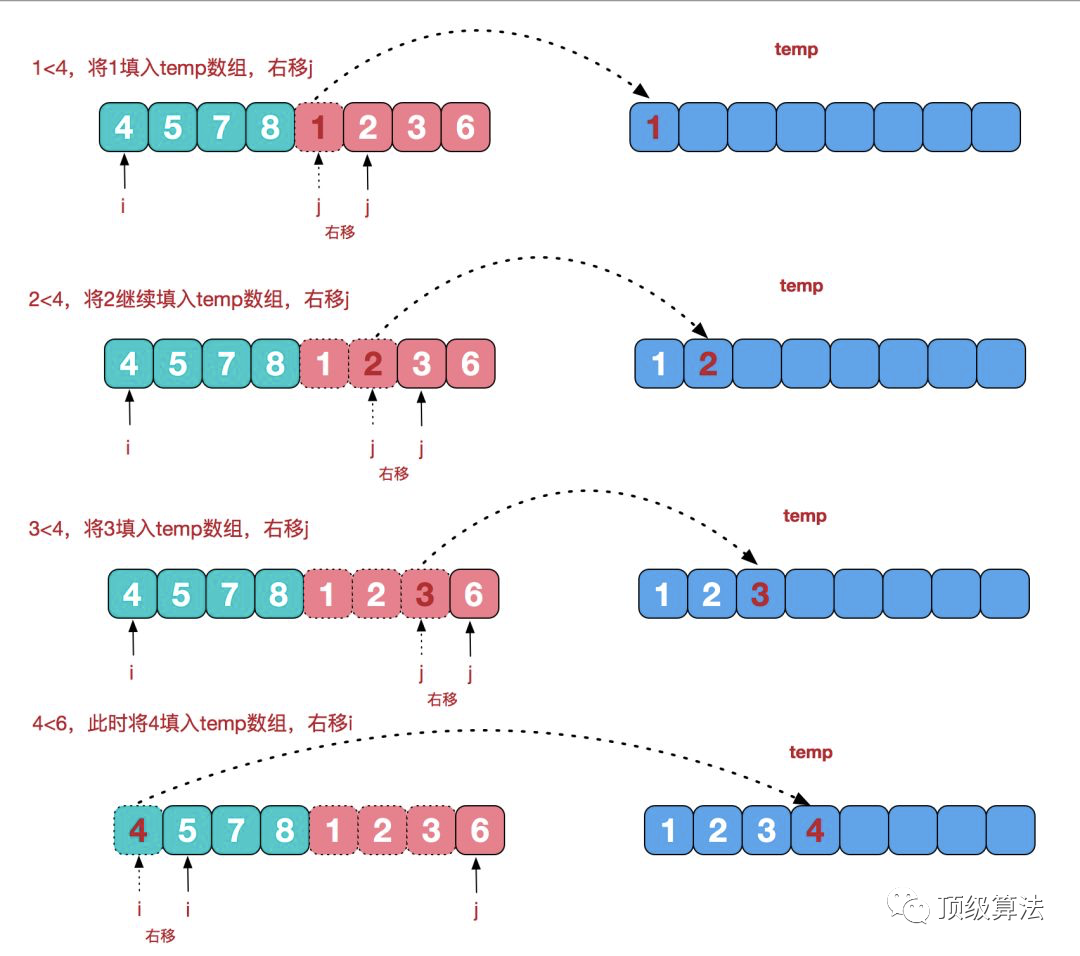 temp
1<4，将1填入temp数组，右移j
4 5 7 8 1 2 3 6
1
i j j
右移
temp
2<4，将2继续填入temp数组，右移j
4 5 7 8 1 2 3 6
1 2
i j j
右移
temp
3<4，将3填入temp数组，右移j
4 5 7 8 1 2 3 6
1 2 3
i j j
右移
4<6，此时将4填入temp数组，右移i
temp
4 5 7 8 1 2 3 6
1 2 3 4
i i j
右移
顶级算法